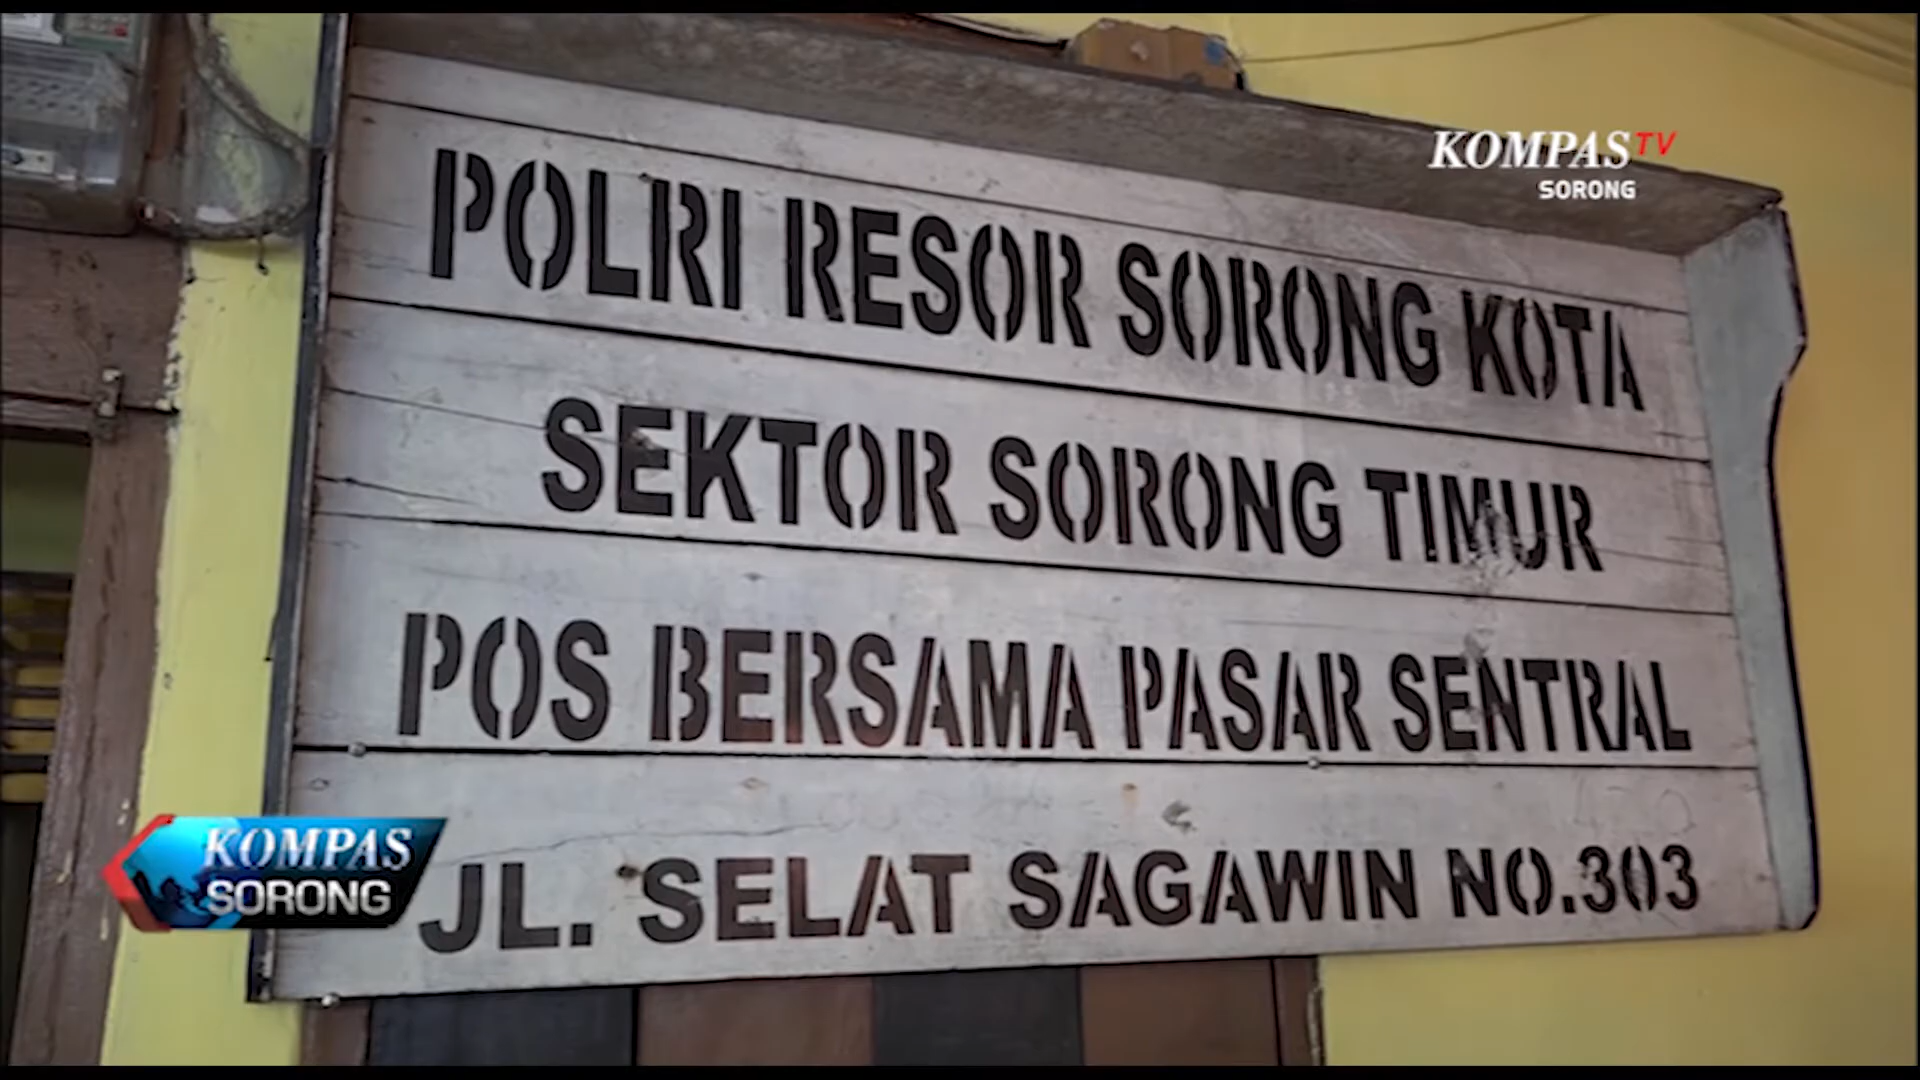 KOMPAS TV
SORONG
POLRI RESOR SORONG KOTA
SEKTOR SORONG TIMUR
POS BERSAMA PASAR SENTRAL
JL. SELAT SAGAWIN NO.303
KOMPAS
SORONG